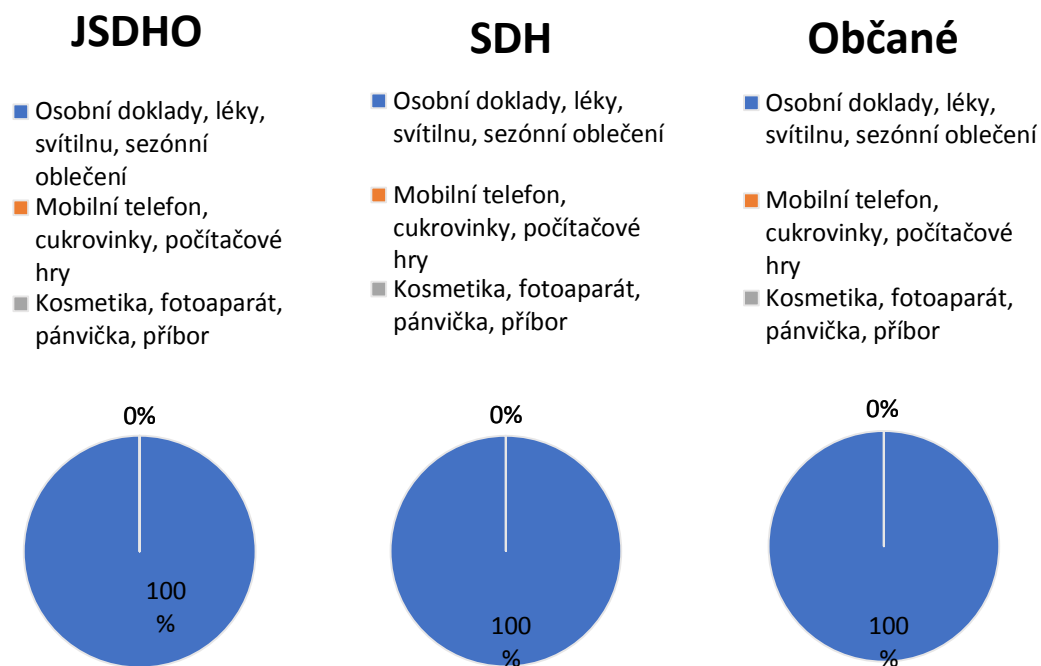 JSDHO
Osobní doklady, léky,
svítilnu, sezónní
oblečení
Mobilní telefon,
cukrovinky, počítačové
hry
Kosmetika, fotoaparát,
pánvička, příbor
0%
100
%
SDH
Osobní doklady, léky,
svítilnu, sezónní oblečení
Mobilní telefon,
cukrovinky, počítačové
hry
Kosmetika, fotoaparát,
pánvička, příbor
0%
100
%
Občané
Osobní doklady, léky,
svítilnu, sezónní oblečení
Mobilní telefon,
cukrovinky, počítačové
hry
Kosmetika, fotoaparát,
pánvička, příbor
0%
100
%